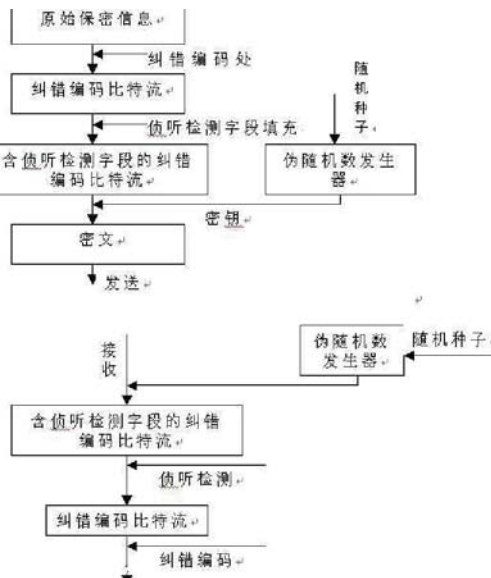 原始保密信息
纠错编码处
纠错编码比特流
随
机
种
子
侦听检测字段填充
含侦听检测字段的纠错
编码比特流
伪随机数发生
器
密钥
密文
发送
接
收
伪随机数
发生器
随机种子
含侦听检测字段的纠错
编码比特流
侦听检测
纠错编码比特流
纠错编码